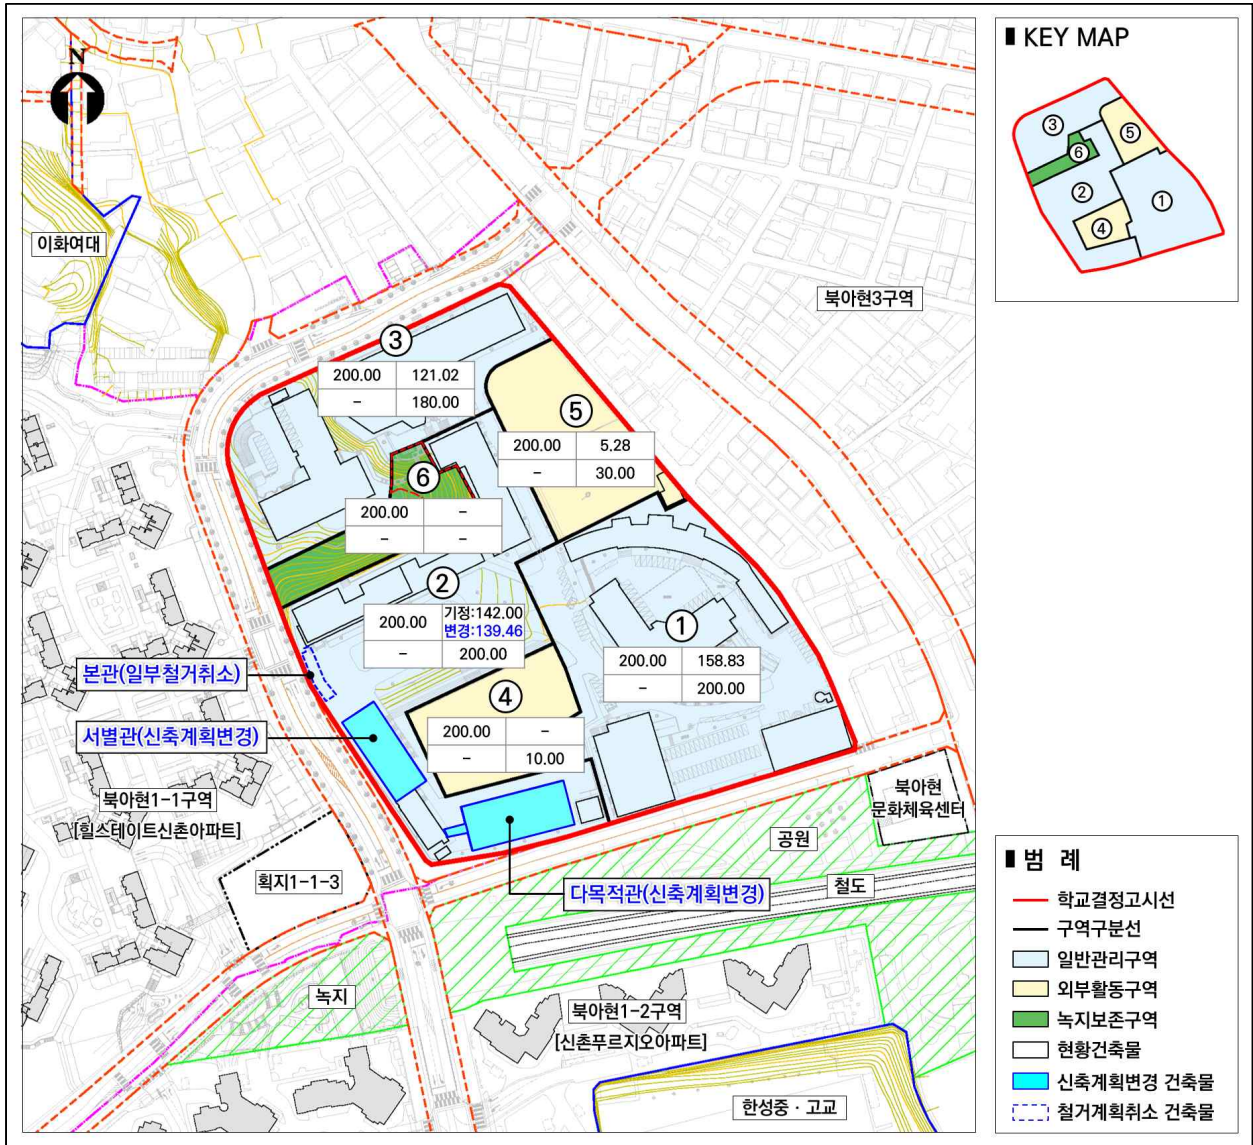 N
이화여대
북아현3구역
③
200.00 121.02
- 180.00
⑤
200.00 5.28
- 30.00
⑥
200.00 -
- -
②
200.00 기정:142.00
변경:139.46
- 200.00
①
200.00 158.83
- 200.00
④
200.00 -
- 10.00
본관(일부철거취소)
서별관(신축계획변경)
북아현1-1구역
[힐스테이트신촌아파트]
획지1-1-3
다목적관(신축계획변경)
북아현
문화체육센터
공원
철도
녹지
북아현1-2구역
[신촌푸르지오아파트]
한성중·고교
KEY MAP
③
⑤
⑥
②
①
④
범 례
학교결정고시선
구역구분선
일반관리구역
외부활동구역
녹지보존구역
현황건축물
신축계획변경 건축물
철거계획취소 건축물